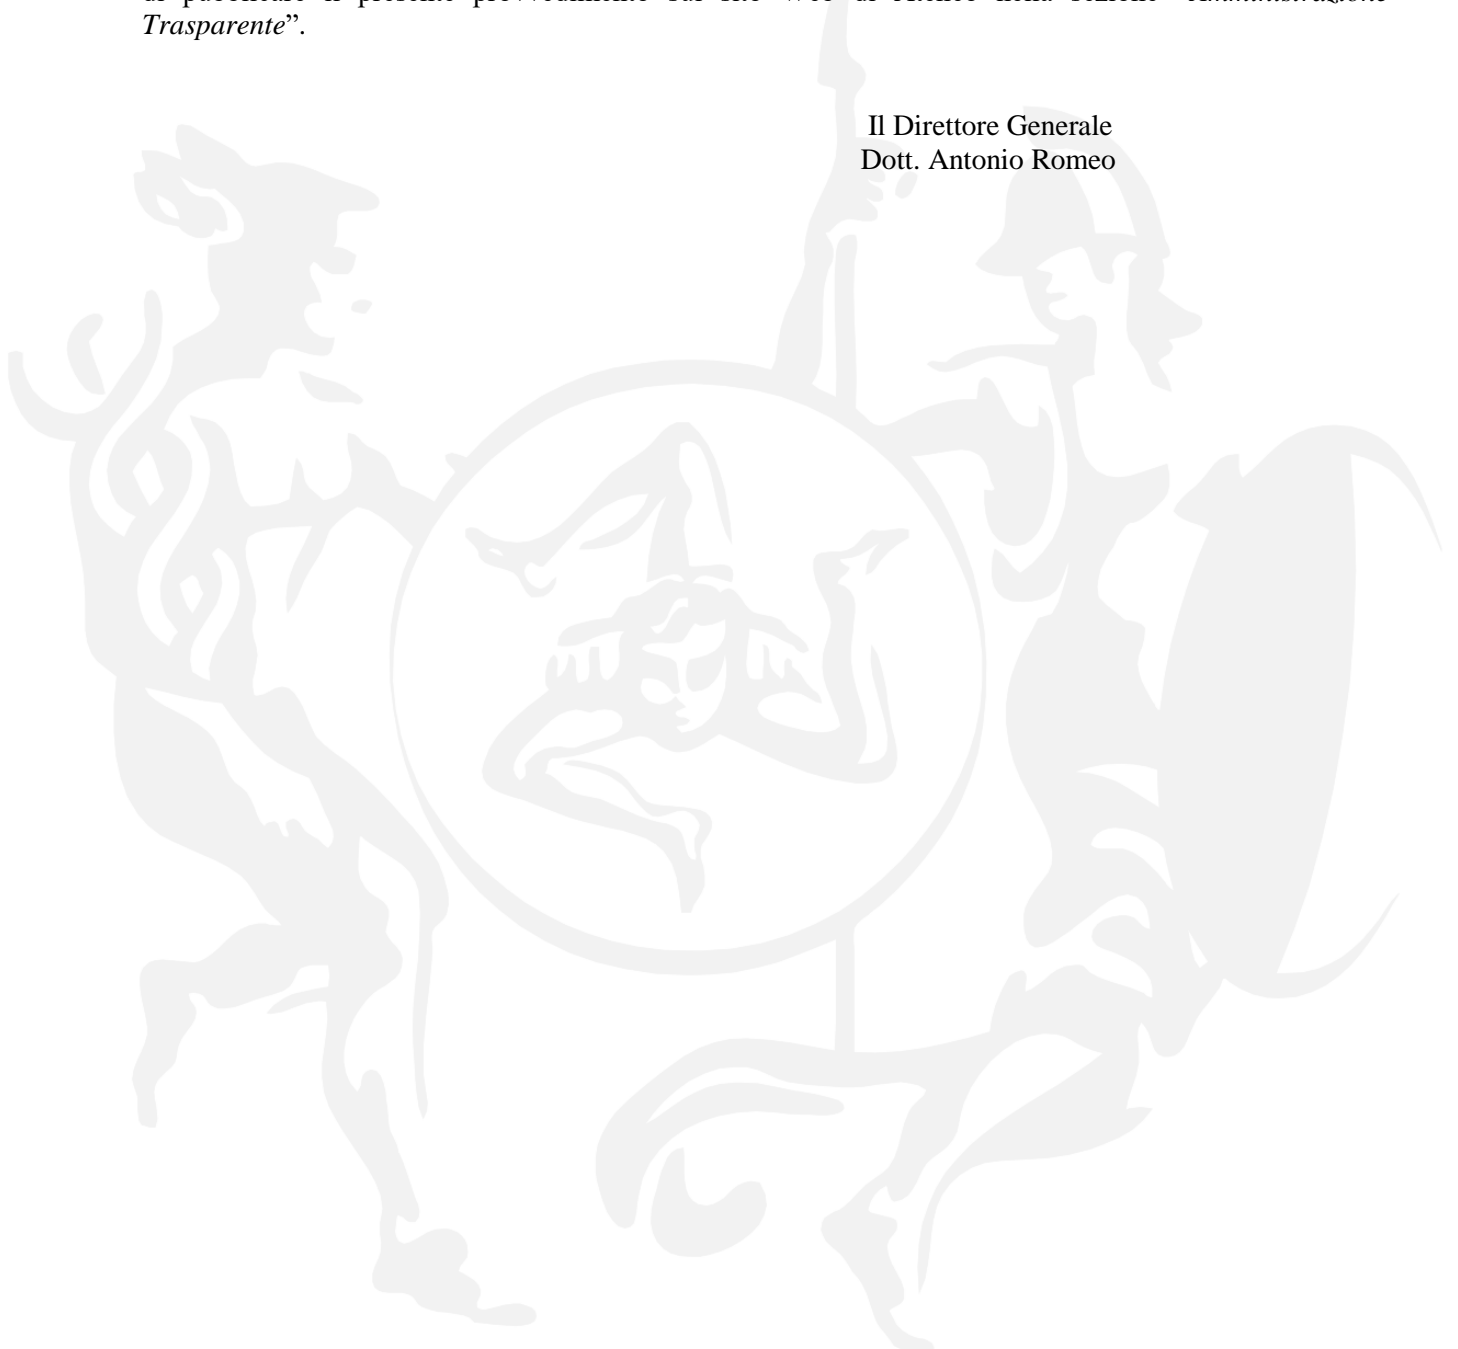 di pubblicare il presente provvedimento sul sito Web di Ateneo nella sezione “Amministrazione
Trasparente”.
Il Direttore Generale
Dott. Antonio Romeo